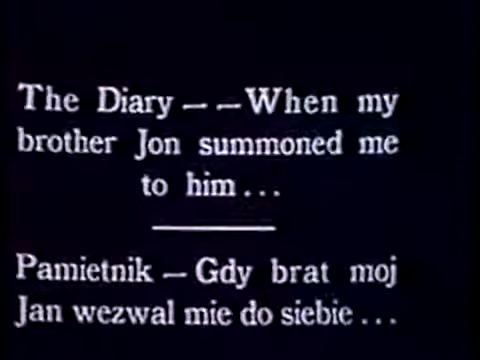 The Diary — — When my
brother Jon summoned me
to him...
Pamietnik — Gdy brat moj
Jan wezwal mie do siebie...